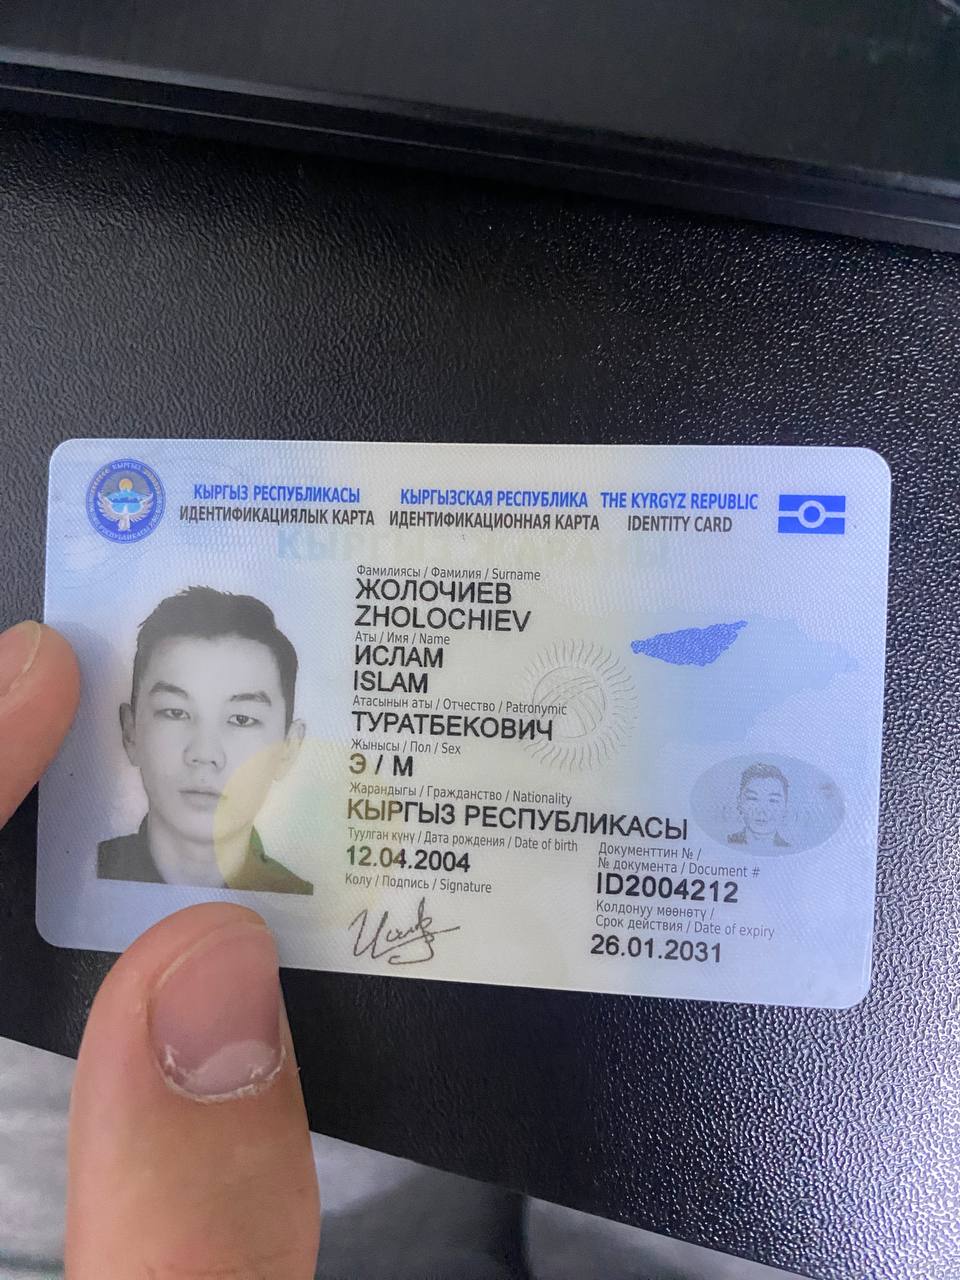 КЫРГЫЗ РЕСПУБЛИКАСЫ КЫРГЫЗСКАЯ РЕСПУБЛИКА THE KYRGYZ REPUBLIC
ИДЕНТИФИКАЦИЯЛЫК КАРТА ИДЕНТИФИКАЦИОННАЯ КАРТА IDENTITY CARD
Фамилиясы / Фамилия / Surname
ЖОЛОЧИЕВ
ZHOLOCHIEV
Аты / Имя / Name
ИСЛАМ
ISLAM
Атасынын аты / Отчество / Patronymic
ТУРАТБЕКОВИЧ
Жынысы / Пол / Sex
Э / М
Жарандыгы / Гражданство / Nationality
КЫРГЫЗ РЕСПУБЛИКАСЫ
Туулган күнү / Дата рождения / Date of birth
12.04.2004
Колу / Подпись / Signature
Документтин № /
№ документа / Document #
ID2004212
Колдонуу мөөнөтү /
Срок действия / Date of expiry
26.01.2031